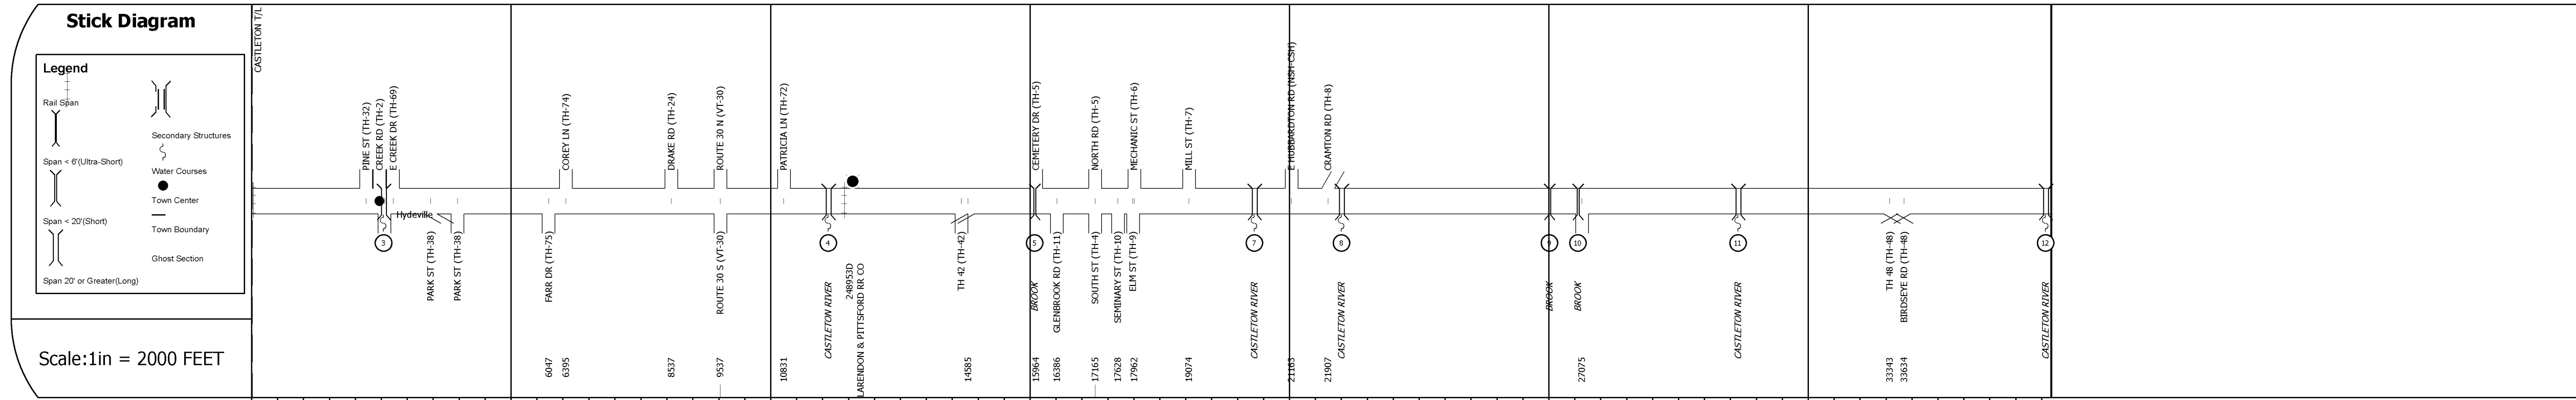 Stick Diagram
Legend
Rail Span
Span < 6'(Ultra-Short)
Span < 20'(Short)
Span 20' or Greater(Long)
Secondary Structures
Water Courses
Town Center
Town Boundary
Ghost Section
Scale:1in = 2000 FEET
CASTLETON T/L
PINE ST (TH-32)
CREEK RD (TH-2)
E CREEK DR (TH-69)
COREY LN (TH-74)
DRAKE RD (TH-24)
ROUTE 30 N (VT-30)
PATRICIA LN (TH-72)
CEMETERY DR (TH-5)
NORTH RD (TH-5)
MECHANIC ST (TH-6)
MILL ST (TH-7)
E HUBBARDTON RD (NSH-CSH)
CRAMTON RD (TH-8)
Hydeville
3
4
5
7
8
9
10
11
12
PARK ST (TH-38)
PARK ST (TH-38)
FARR DR (TH-75)
ROUTE 30 S (VT-30)
CASTLETON RIVER
248953D
LARENDON & PITTSFORD RR CO
TH 42 (TH-42)
BROOK
GLENBROOK RD (TH-11)
SOUTH ST (TH-4)
SEMINARY ST (TH-10)
ELM ST (TH-9)
CASTLETON RIVER
CASTLETON RIVER
BROOK
BROOK
CASTLETON RIVER
TH 48 (TH-48)
BIRDSEYE RD (TH-48)
CASTLETON RIVER
6047
6395
8537
9537
10831
14585
15964
16386
17165
17628
17962
19074
21163
21907
27075
33343
33634